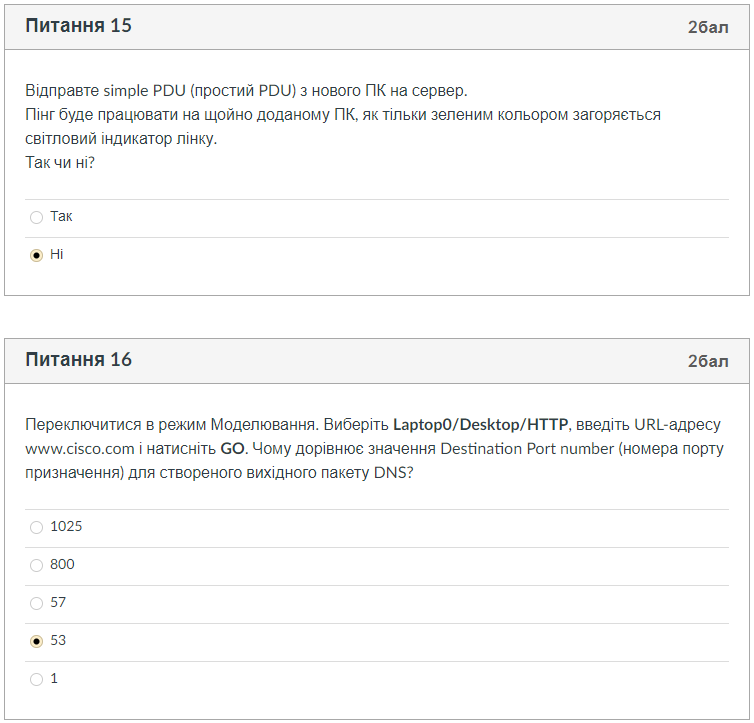 Питання 15
2бал
Відправте simple PDU (простий PDU) з нового ПК на сервер.
Пінг буде працювати на щойно доданому ПК, як тільки зеленим кольором загоряється
світловий індикатор лінку.
Так чи ні?
Так
Ні
Питання 16
2бал
Переключитися в режим Моделювання. Виберіть Laptop0/Desktop/HTTP, введіть URL-адресу
www.cisco.com і натисніть GO. Чому дорівнює значення Destination Port number (номера порту
призначення) для створеного вихідного пакету DNS?
1025
800
57
53
1